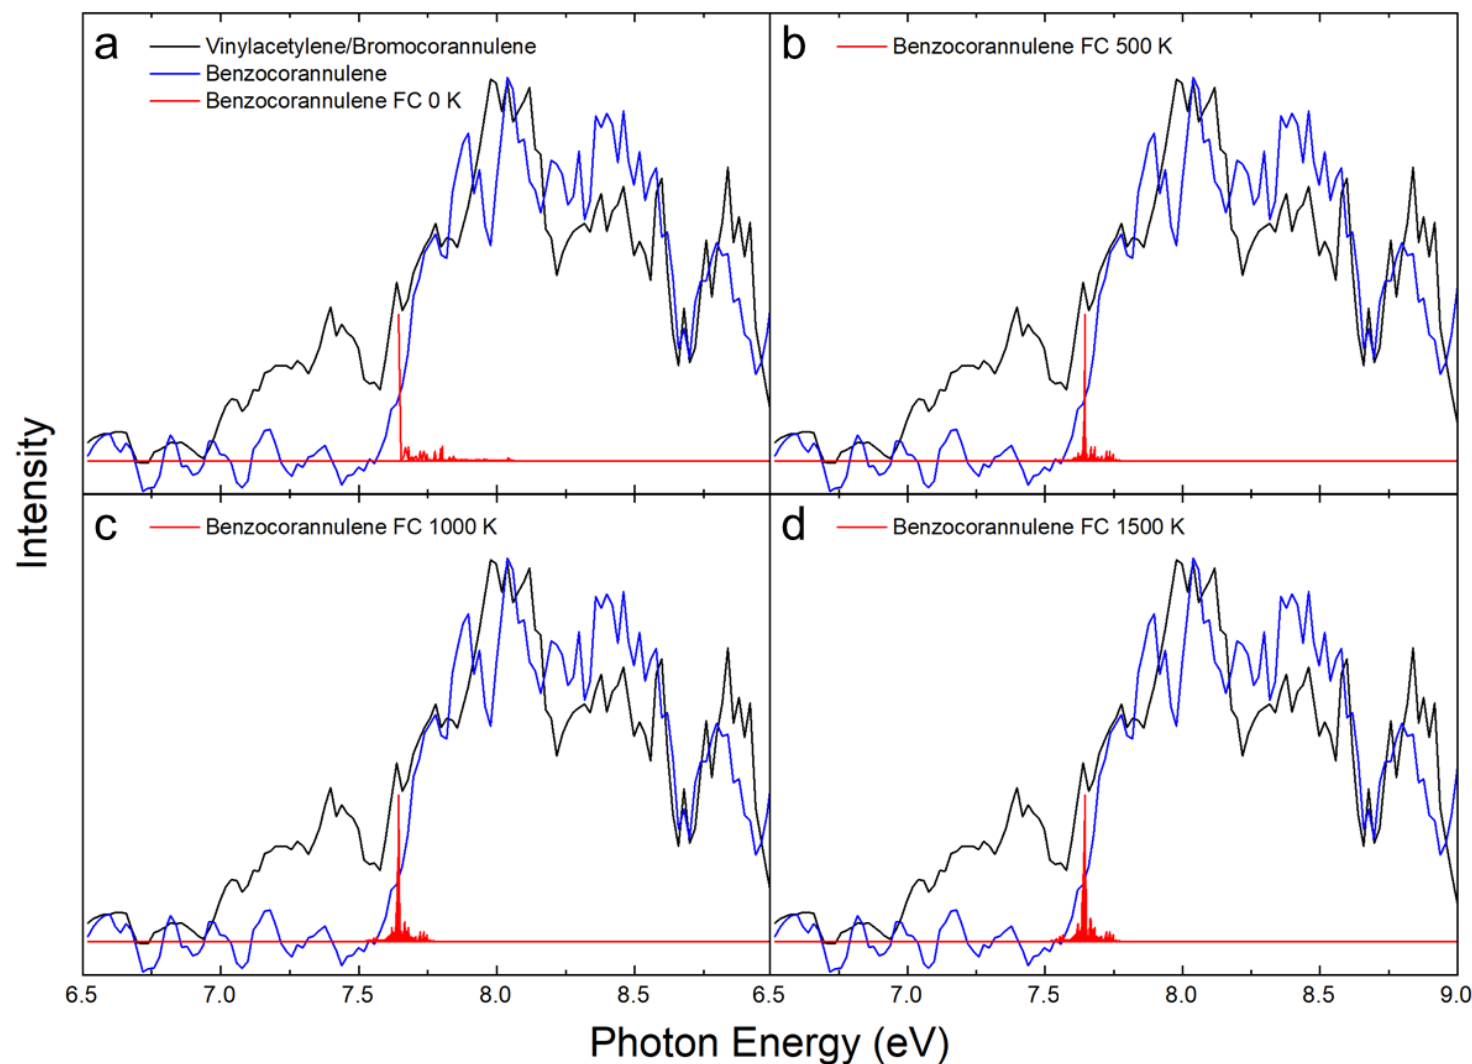 a
Vinylacetylene/Bromocorannulene
Benzocorannulene
Benzocorannulene FC 0 K
b
Benzocorannulene FC 500 K
c
Benzocorannulene FC 1000 K
d
Benzocorannulene FC 1500 K
Intensity
6.5 7.0 7.5 8.0 8.5 6.5 7.0 7.5 8.0 8.5 9.0
Photon Energy (eV)